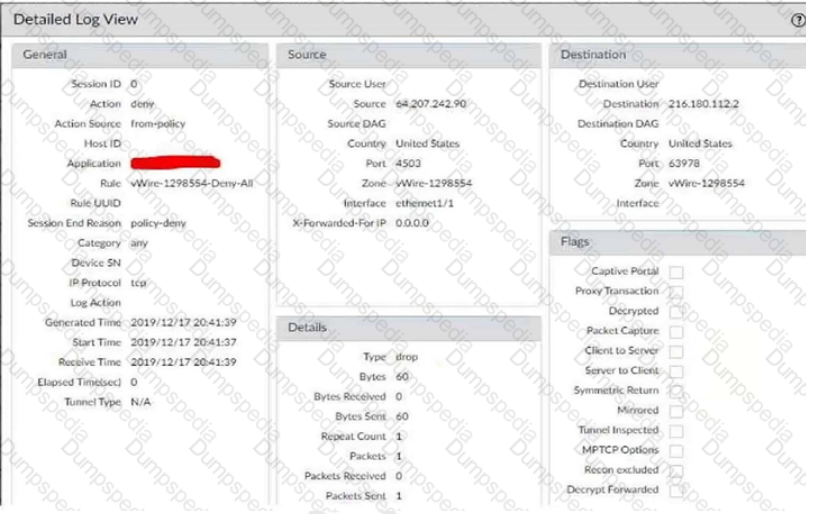 Detailed Log View
?
General
Session ID 0
Action deny
Action Source from-policy
Host ID
Application
Rule vWire-1298554-Deny-All
Rule UUID
Session End Reason policy-deny
Category any
Device SN
IP Protocol tcp
Log Action
Generated Time 2019/12/17 20:41:39
Start Time 2019/12/17 20:41:37
Receive Time 2019/12/17 20:41:39
Elapsed Time(sec) 0
Tunnel Type N/A
Source
Source User
Source 64.207.242.90
Source DAG
Country United States
Port 4503
Zone vWire-1298554
Interface ethernet1/1
X-Forwarded-For IP 0.0.0.0
Details
Type drop
Bytes 60
Bytes Received 0
Bytes Sent 60
Repeat Count 1
Packets 1
Packets Received 0
Packets Sent 1
Destination
Destination User
Destination 216.180.112.2
Destination DAG
Country United States
Port 63978
Zone vWire-1298554
Interface
Flags
Captive Portal
Proxy Transaction
Decrypted
Packet Capture
Client to Server
Server to Client
Symmetric Return
Mirrored
Tunnel Inspected
MPTCP Options
Recon excluded
Decrypt Forwarded
Dumpspedia